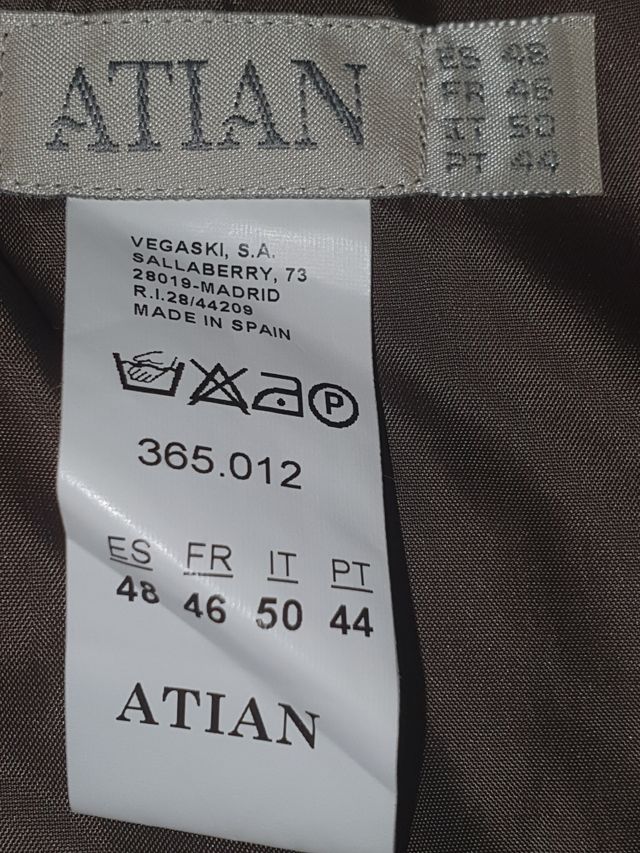 ATIAN
ES 48
FR 46
IT 50
PT 44
VEGASKI, S.A.
SALLABERRY, 73
28019-MADRID
R.I.28/44209
MADE IN SPAIN
P
365.012
ES FR IT PT
48 46 50 44
ATIAN